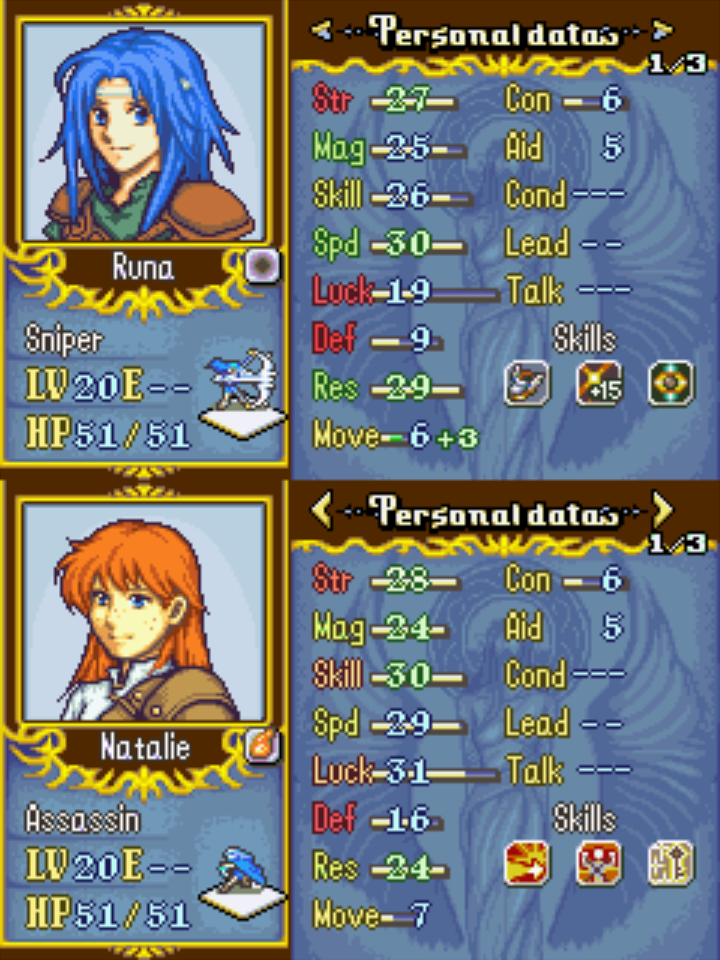 Personal datas
1/3
Str 27 Con 6
Mag 25 Aid 5
Skill 26 Cond ---
Spd 30 Lead --
Runa
Luck 19 Talk ---
Sniper
Def 9 Skills
LV 20 E --
Res 29 +15
HP 51/51
Move 6 +3
Personal datas
1/3
Str 28 Con 6
Mag 24 Aid 5
Skill 30 Cond ---
Spd 29 Lead --
Natalie
Luck 31 Talk ---
Assassin
Def 16 Skills
LV 20 E --
Res 24
HP 51/51
Move 7